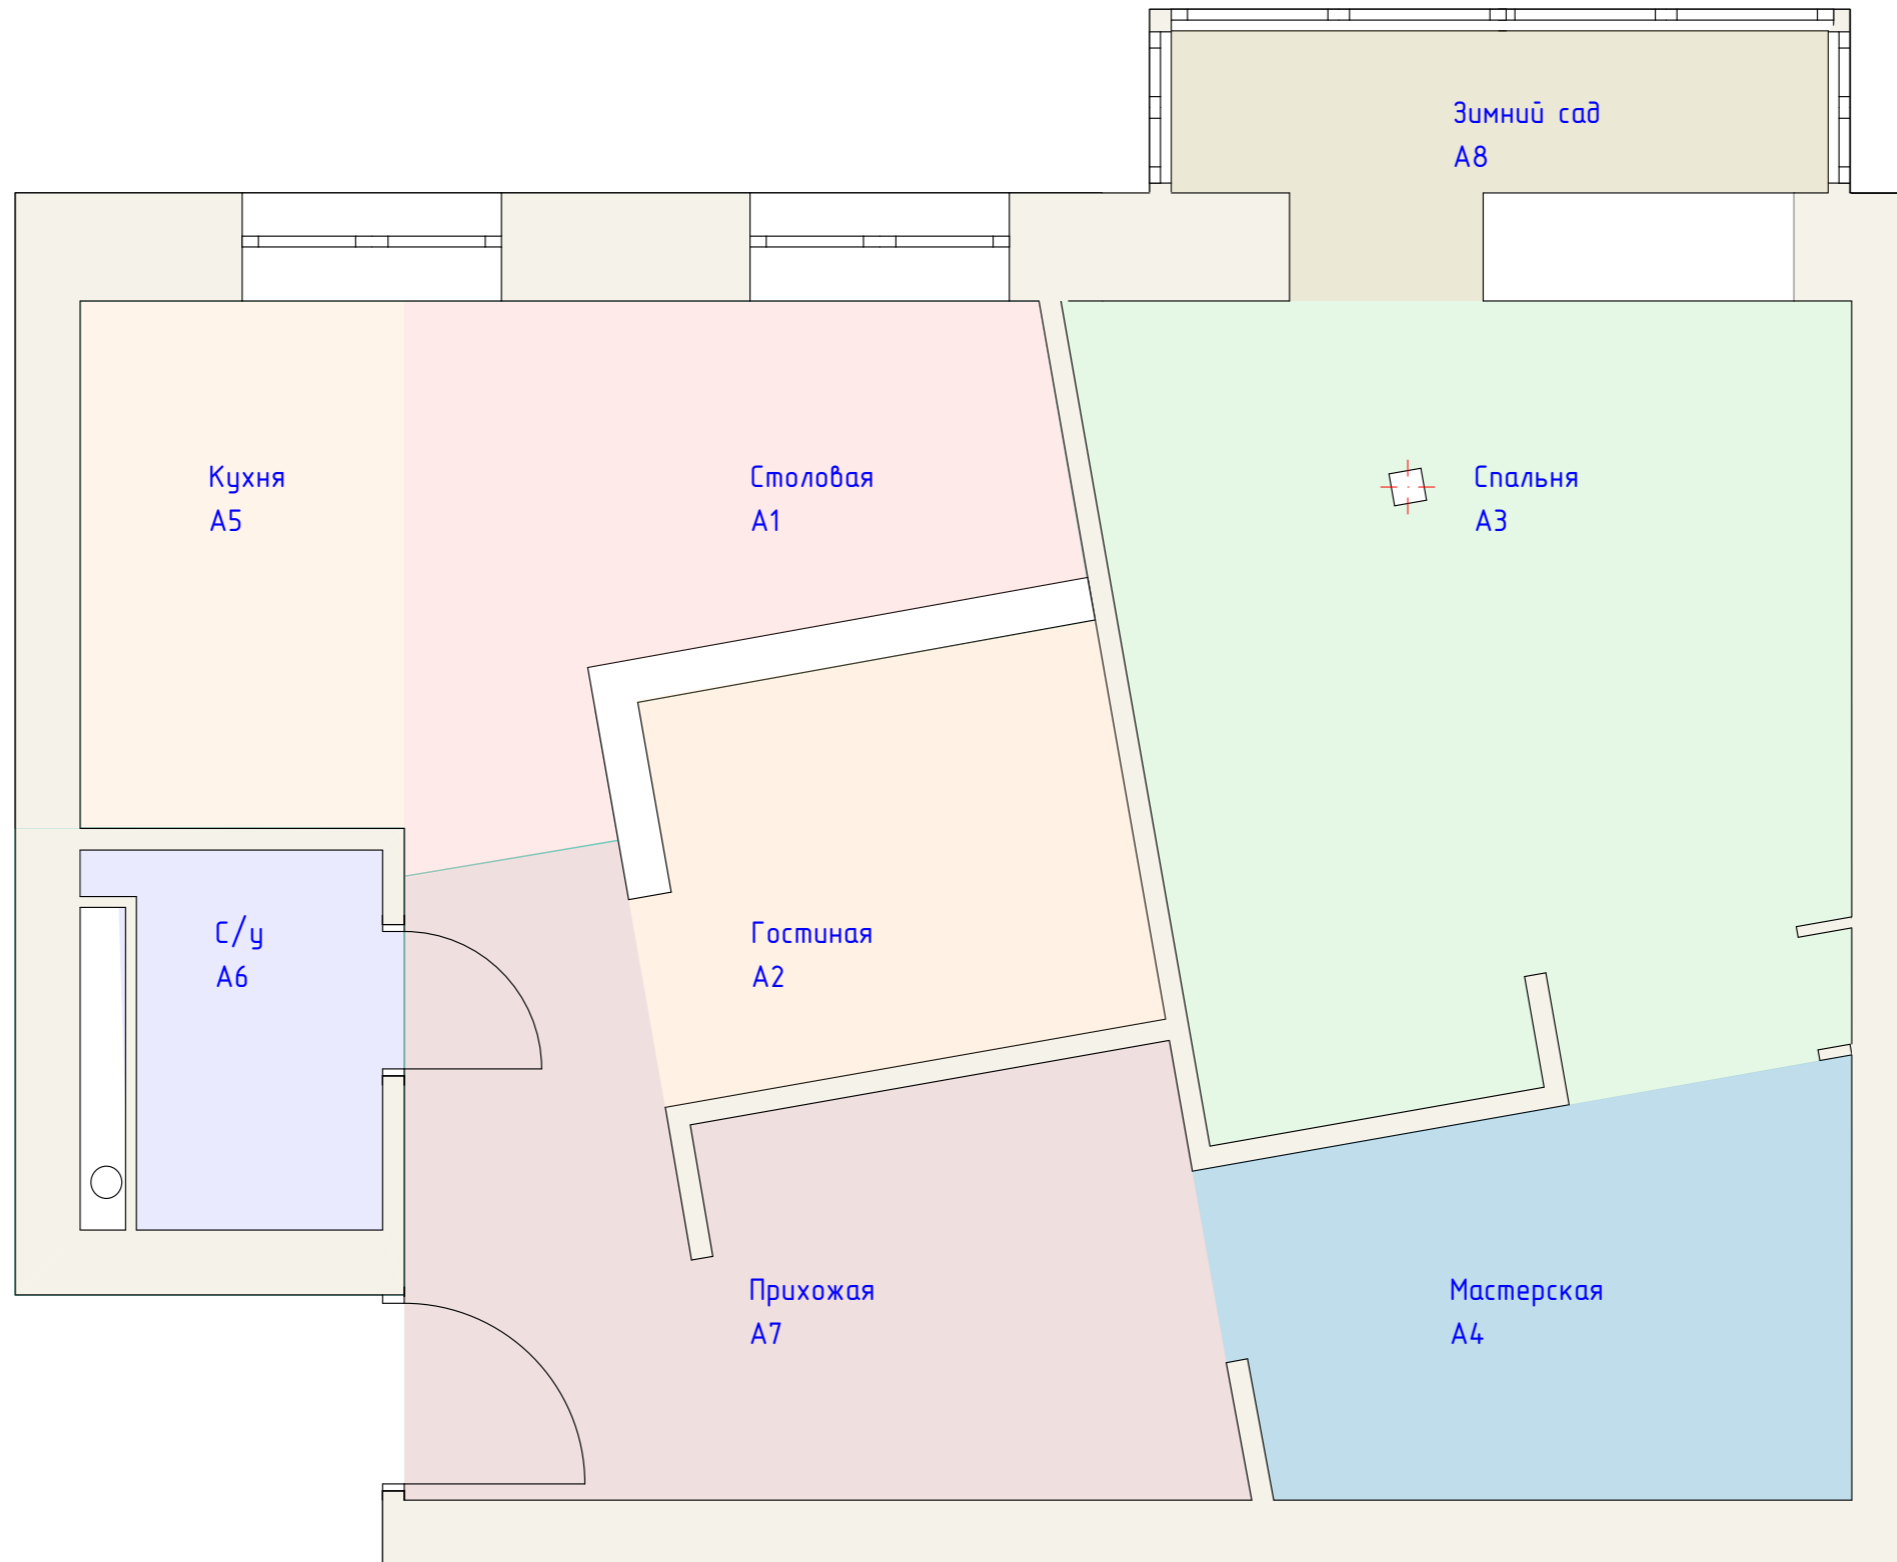 Зимний сад
А8
Кухня
А5
Столовая
А1
Спальня
А3
С/у
А6
Гостиная
А2
Прихожая
А7
Мастерская
А4